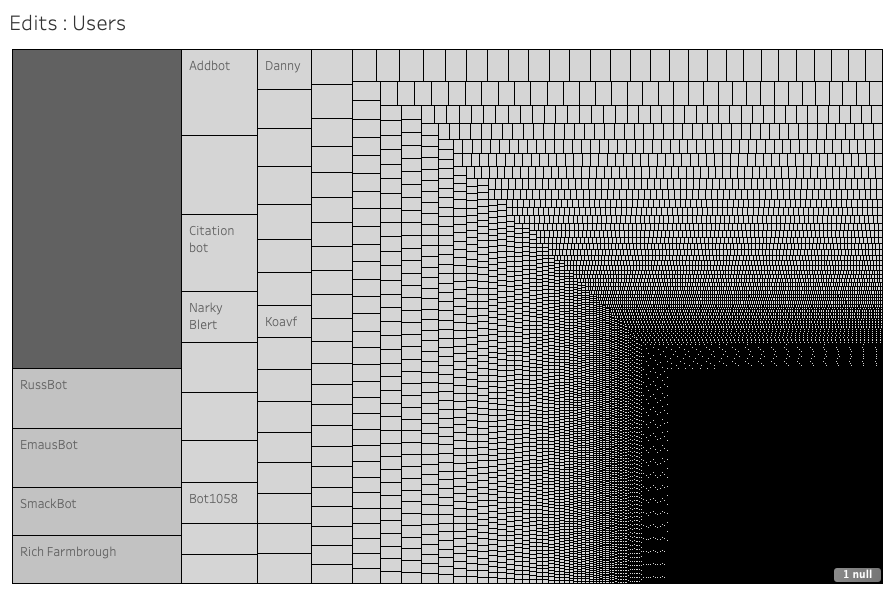 Edits : Users
Addbot
Danny
Citation
bot
Narky
Blert
Koavf
RussBot
EmausBot
SmackBot
Bot1058
Rich Farmbrough
1 null